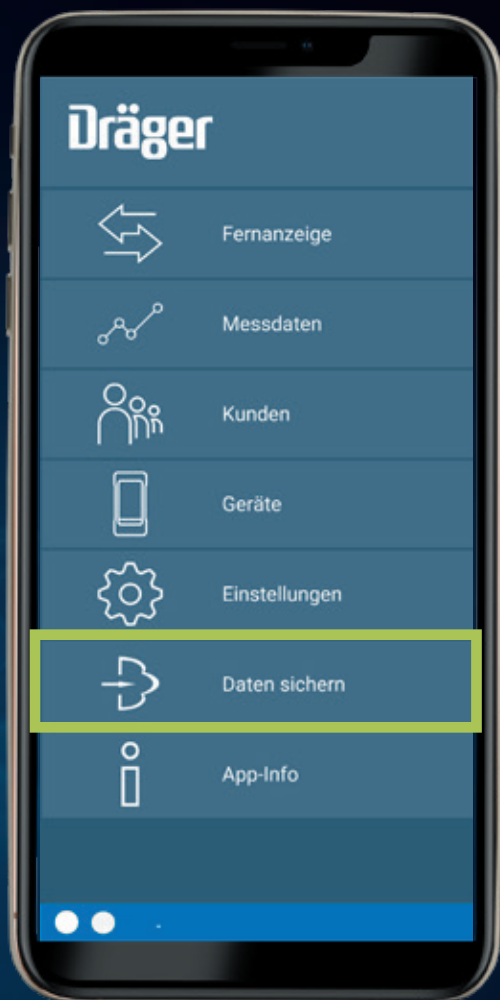 Dräger
Fernanzeige
Messdaten
Kunden
Geräte
Einstellungen
Daten sichern
App-Info